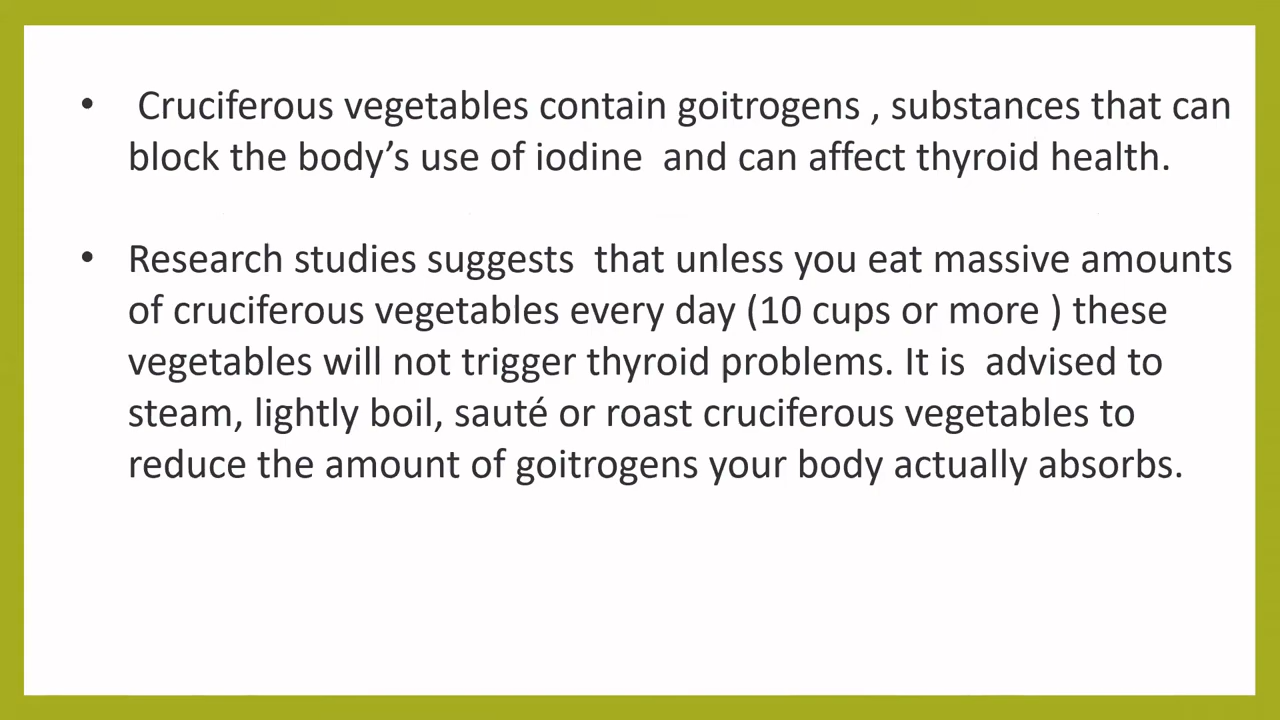 • Cruciferous vegetables contain goitrogens , substances that can
block the body’s use of iodine  and can affect thyroid health.
• Research studies suggests  that unless you eat massive amounts
of cruciferous vegetables every day (10 cups or more ) these
vegetables will not trigger thyroid problems. It is  advised to
steam, lightly boil, sauté or roast cruciferous vegetables to
reduce the amount of goitrogens your body actually absorbs.